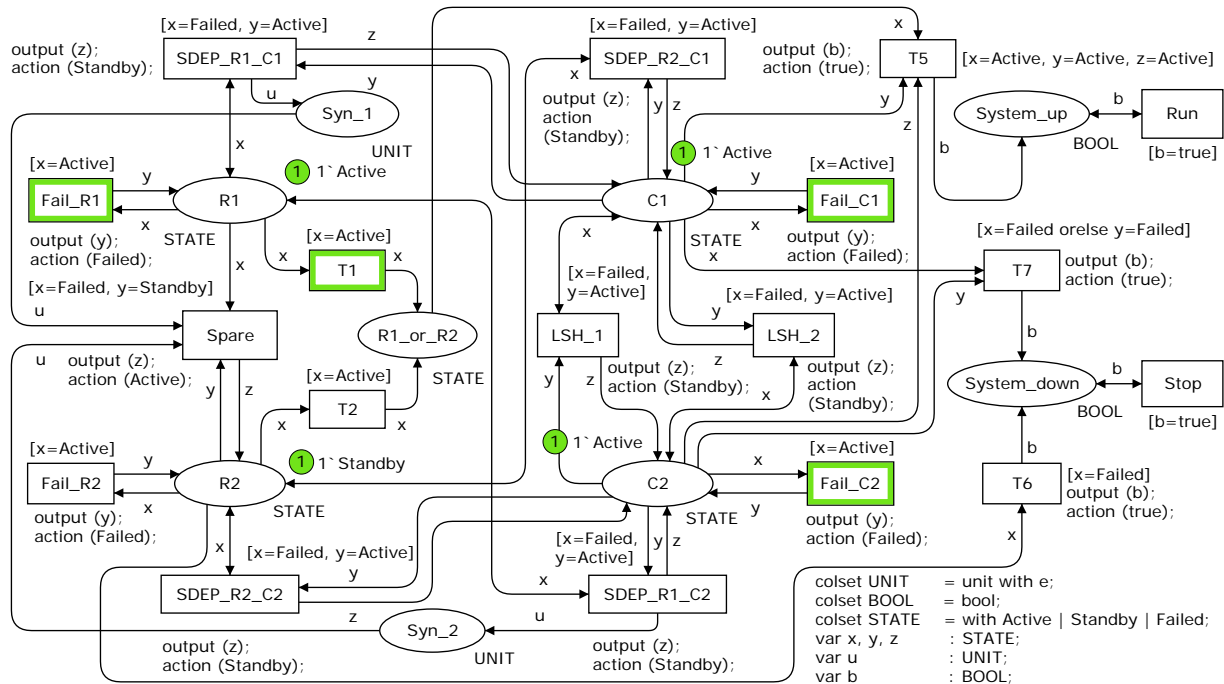 [x=Failed, y=Active]
output (z);
action (Standby);
SDEP_R1_C1
z
y
u
Syn_1
UNIT
x
[x=Failed, y=Active]
SDEP_R2_C1
x
output (z);
action
(Standby);
y
z
output (b);
action (true);
x
T5
[x=Active, y=Active, z=Active]
y
z
b
System_up
BOOL
b
Run
[b=true]
[x=Active]
Fail_R1
y
x
output (y);
action (Failed);
1
1`Active
R1
STATE
x
x
[x=Active]
T1
x
1
1`Active
C1
STATE
x
[x=Active]
y
Fail_C1
x
output (y);
action (Failed);
[x=Failed orelse y=Failed]
T7
output (b);
action (true);
y
b
[x=Failed, y=Standby]
u
Spare
u
output (z);
action (Active);
y
z
R1_or_R2
STATE
[x=Active]
T2
x
x
x
[x=Failed,
y=Active]
LSH_1
y
z
output (z);
action (Standby);
[x=Failed, y=Active]
y
LSH_2
z
x
output (z);
action
(Standby);
System_down
BOOL
b
Stop
[b=true]
b
T6
[x=Failed]
output (b);
action (true);
x
[x=Active]
Fail_R2
y
x
output (y);
action (Failed);
1
1`Standby
R2
STATE
x
1
1`Active
C2
STATE
[x=Active]
x
Fail_C2
y
output (y);
action (Failed);
[x=Failed, y=Active]
SDEP_R2_C2
y
z
output (z);
action (Standby);
Syn_2
UNIT
u
[x=Failed,
y=Active]
y
z
x
SDEP_R1_C2
output (z);
action (Standby);
colset UNIT = unit with e;
colset BOOL = bool;
colset STATE = with Active | Standby | Failed;
var x, y, z : STATE;
var u : UNIT;
var b : BOOL;